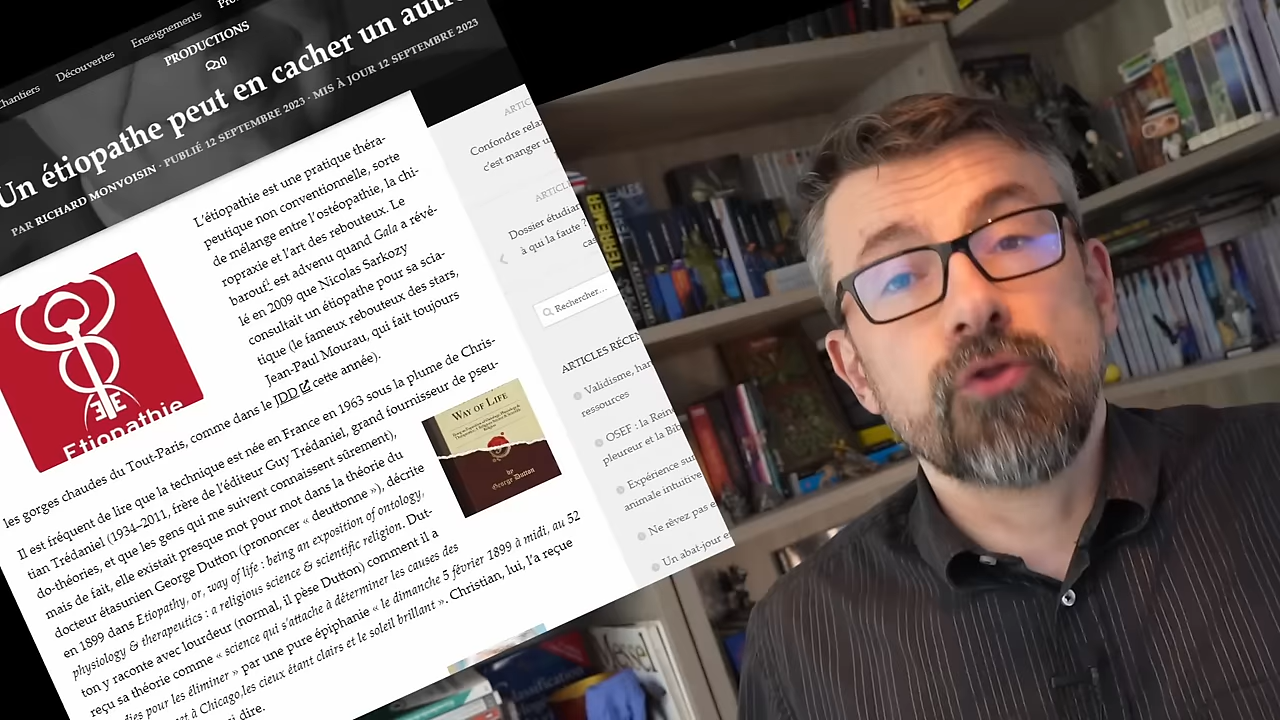 Chantiers Découvertes Enseignements
PRODUCTIONS
0
Un étiopathe peut en cacher un autre
PAR RICHARD MONVOISIN · PUBLIÉ 12 SEPTEMBRE 2023 · MIS À JOUR 12 SEPTEMBRE 2023
L'étiopathie est une pratique théra-
peutique non conventionnelle, sorte
de mélange entre l'ostéopathie, la chi-
ropraxie et l'art des rebouteux. Le
barouf, est advenu quand Gala a révé-
lé en 2009 que Nicolas Sarkozy
consultait un étiopathe pour sa scia-
tique (le fameux rebouteux des stars,
Jean-Paul Mourau, qui fait toujours
les gorges chaudes du Tout-Paris, comme dans le JDD cette année).
Etiopathie
Il est fréquent de lire que la technique est née en France en 1963 sous la plume de Chris-
tian Trédaniel (1934-2011, frère de l'éditeur Guy Trédaniel, grand fournisseur de pseu-
do-théories, et que les gens qui me suivent connaissent sûrement),
mais de fait, elle existait presque mot pour mot dans la théorie du
docteur étasunien George Dutton (prononcer « deuttonne »), décrite
en 1899 dans Etiopathy, or, way of life : being an exposition of ontology,
physiology & therapeutics : a religious science & scientific religion. Dut-
ton y raconte avec lourdeur (normal, il pèse Dutton) comment il a
reçu sa théorie comme « science qui s'attache à déterminer les causes des
dies pour les éliminer » par une pure épiphanie « le dimanche 5 février 1899 à midi, au 52
et à Chicago,les cieux étant clairs et le soleil brillant ». Christian, lui, l'a reçue
dire.
WAY OF LIFE
by
George Dutton
ARTIC
Confondre rela
c'est manger u
ARTICL
Dossier étudian
à qui la faute ?
cas
Rechercher…
ARTICLES RÉCEN
Validisme, han
ressources
OSEF : la Rein
pleureur et la Bib
Expérience sur
animale intuitive
Ne rêvez pas e
Un abat-jour e
TERREMER